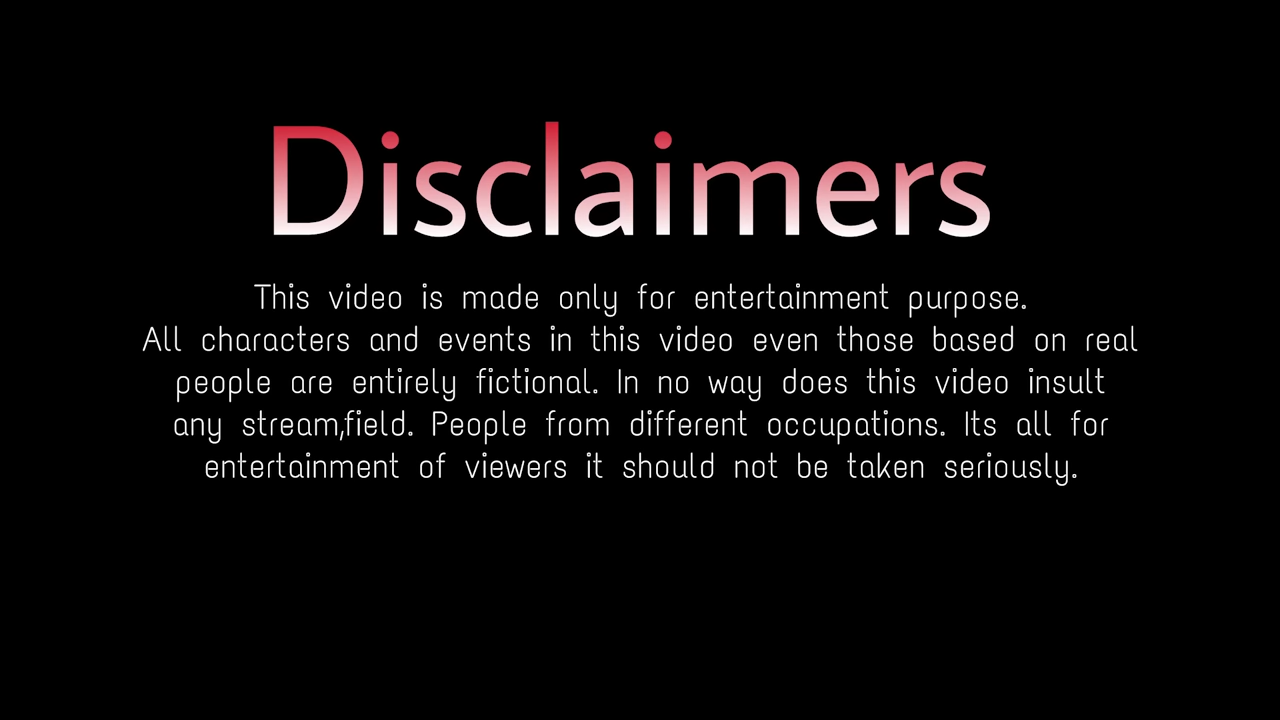 Disclaimers
This video is made only for entertainment purpose.
All characters and events in this video even those based on real
people are entirely fictional. In no way does this video insult
any stream,field. People from different occupations. Its all for
entertainment of viewers it should not be taken seriously.